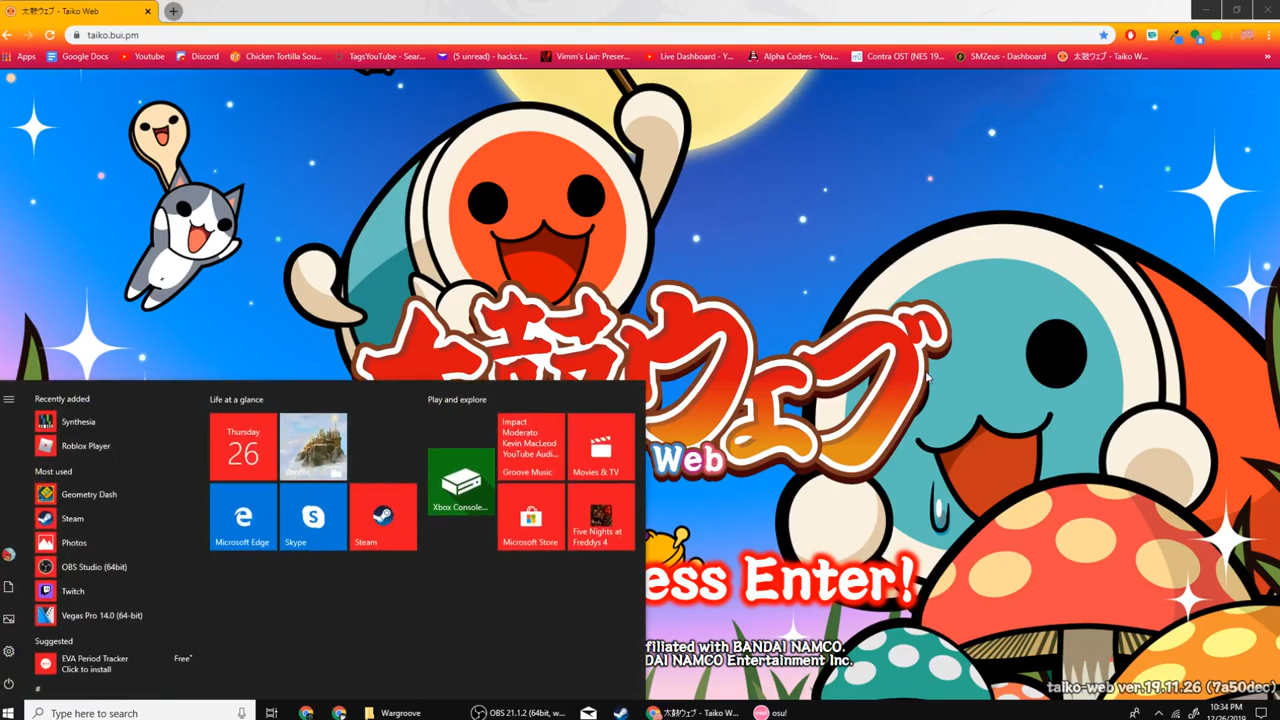 太鼓ウェブ - Taiko Web
taiko.bui.pm
Apps
Google Docs
Youtube
Discord
Chicken Tortilla Sou...
TagsYouTube - Sear...
(5 unread) - hacks.t...
Vimm's Lair: Preser...
Live Dashboard - Y...
Alpha Coders - You...
Contra OST (NES 19...
SMZeus - Dashboard
太鼓ウェブ - Taiko W...
»
太鼓ウェブ
Web
ess Enter!
ffiliated with BANDAI NAMCO.
DAI NAMCO Entertainment Inc.
taiko-web ver.19.11.26 (7a50dec)
Recently added
Synthesia
Roblox Player
Most used
Geometry Dash
Steam
Photos
OBS Studio (64bit)
Twitch
Vegas Pro 14.0 (64-bit)
Suggested
EVA Period Tracker
Free*
Click to install
#
Life at a glance
Thursday
26
Microsoft Edge
Skype
Steam
Play and explore
Xbox Console...
Impact
Moderato
Kevin MacLeod
YouTube Audi...
Groove Music
Movies & TV
Microsoft Store
Five Nights at
Freddys 4
Type here to search
Wargroove
OBS 21.1.2 (64bit, w...
太鼓ウェブ - Taiko W...
osu!
10:34 PM
12/26/2019